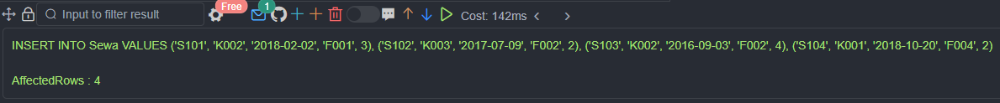 Input to filter result
Free
1
Cost: 142ms
INSERT INTO Sewa VALUES ('S101', 'K002', '2018-02-02', 'F001', 3), ('S102', 'K003', '2017-07-09', 'F002', 2), ('S103', 'K002', '2016-09-03', 'F002', 4), ('S104', 'K001', '2018-10-20', 'F004', 2)
AffectedRows : 4